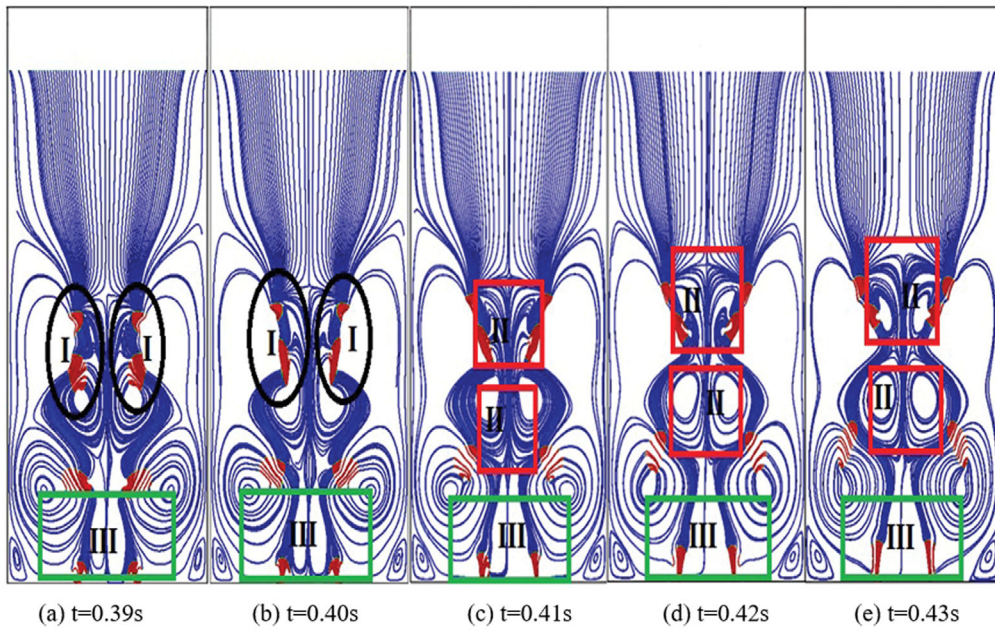 I I
I I
II
II
II
II
II
II
III
III
III
III
III
(a) t=0.39s (b) t=0.40s (c) t=0.41s (d) t=0.42s (e) t=0.43s